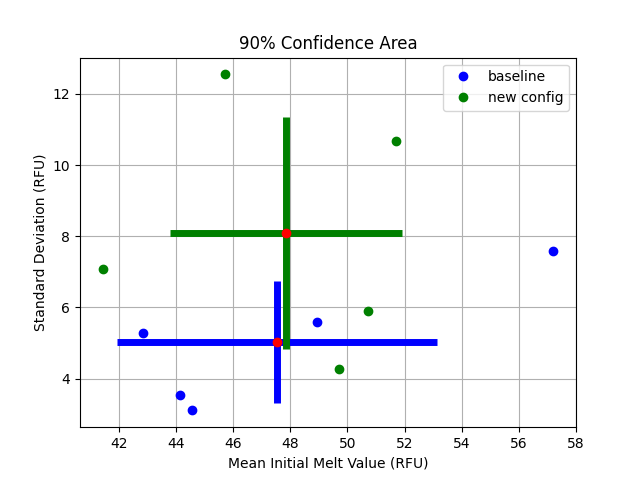 90% Confidence Area
baseline
new config
12
10
8
6
4
Standard Deviation (RFU)
42 44 46 48 50 52 54 56 58
Mean Initial Melt Value (RFU)